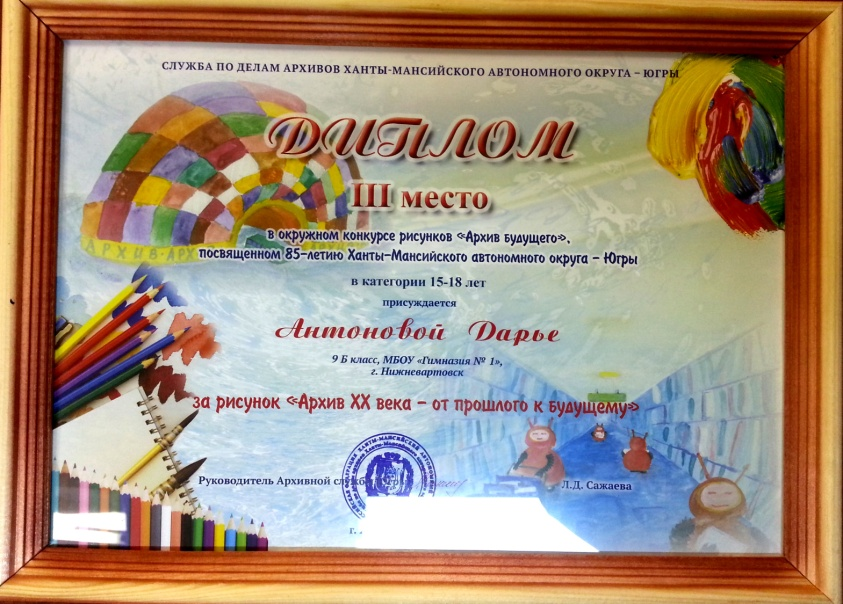 СЛУЖБА ПО ДЕЛАМ АРХИВОВ ХАНТЫ-МАНСИЙСКОГО АВТОНОМНОГО ОКРУГА – ЮГРЫ
ДИПЛОМ
III место
в окружном конкурсе рисунков «Архив будущего»,
посвященном 85-летию Ханты-Мансийского автономного округа – Югры
АРХИВ-АРХ
в категории 15-18 лет
присуждается
Антоновой Дарье
9 Б класс, МБОУ «Гимназия № 1»,
г. Нижневартовск
за рисунок «Архив XX века – от прошлого к будущему»
Руководитель Архивной службы Л.Д. Сажаева
г.